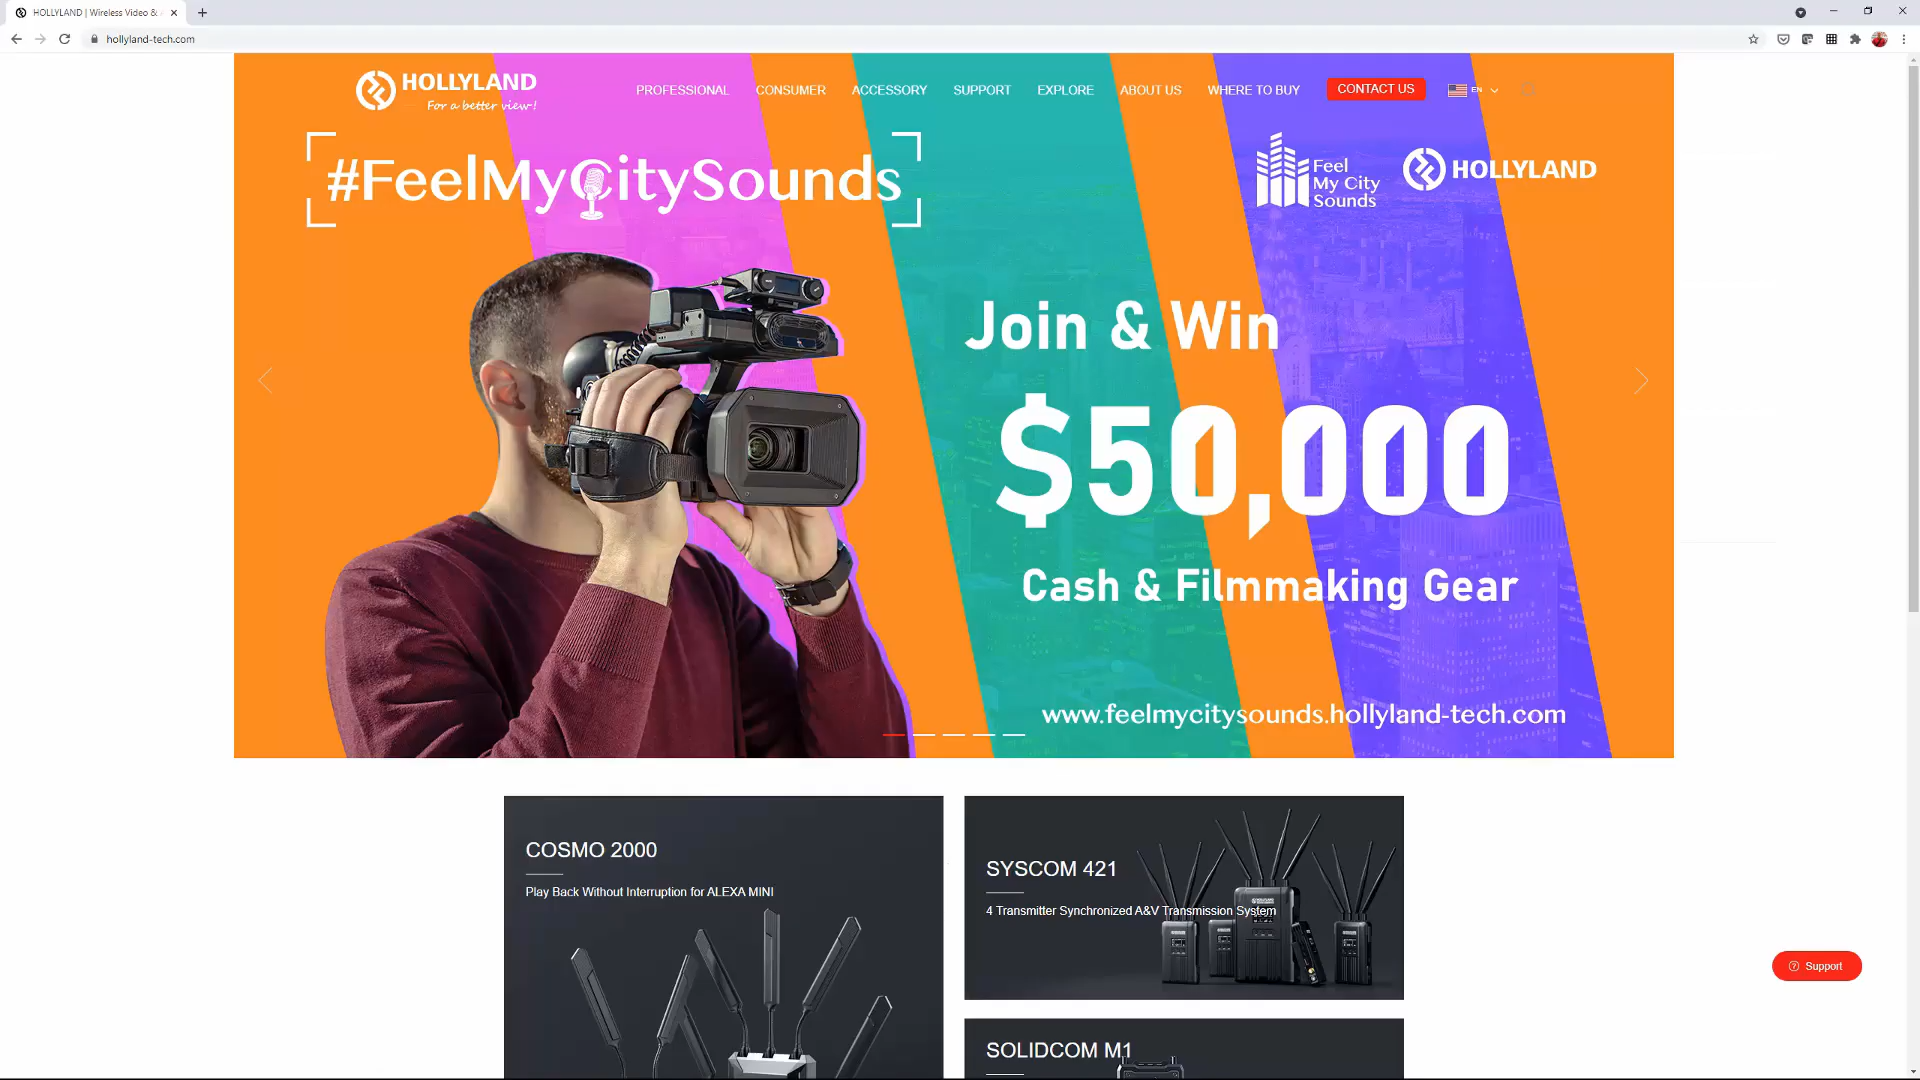 HOLLYLAND | Wireless Video &
hollyland-tech.com
HOLLYLAND
For a better view!
PROFESSIONAL
CONSUMER
ACCESSORY
SUPPORT
EXPLORE
ABOUT US
WHERE TO BUY
CONTACT US
EN
#FeelMyCitySounds
Feel
My City
Sounds
HOLLYLAND
Join & Win
$50,000
Cash & Filmmaking Gear
www.feelmycitysounds.hollyland-tech.com
COSMO 2000
Play Back Without Interruption for ALEXA MINI
SYSCOM 421
4 Transmitter Synchronized A&V Transmission System
SOLIDCOM M1
Support